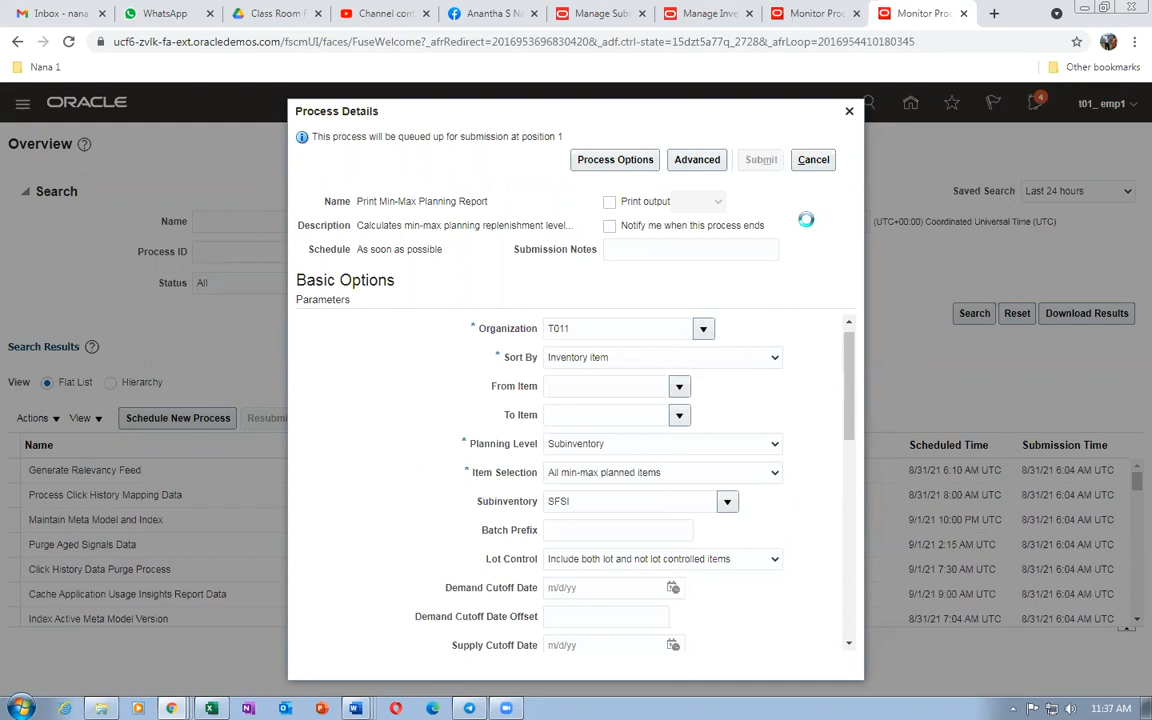 Inbox - nana
WhatsApp
Class Room F
Channel cont
Anantha S N
Manage Sub
Manage Inve
Monitor Proc
Monitor Proc
ucf6-zvlk-fa-ext.oracledemos.com/fscmUI/faces/FuseWelcome?_afrRedirect=2016953696830420&_adf.ctrl-state=15dzt5a77q_2728&_afrLoop=2016954410180345
Nana 1
Other bookmarks
ORACLE
4
t01_ emp1
Overview
Search
Saved Search
Last 24 hours
Name
(UTC+00:00) Coordinated Universal Time (UTC)
Process ID
Status
All
Search
Reset
Download Results
Search Results
View
Flat List
Hierarchy
Actions
View
Schedule New Process
Resubmi
Name
Scheduled Time
Submission Time
Generate Relevancy Feed
8/31/21 6:10 AM UTC
8/31/21 6:04 AM UTC
Process Click History Mapping Data
8/31/21 8:00 AM UTC
8/31/21 6:04 AM UTC
Maintain Meta Model and Index
9/1/21 10:00 PM UTC
8/31/21 6:04 AM UTC
Purge Aged Signals Data
9/1/21 2:15 AM UTC
8/31/21 6:04 AM UTC
Click History Data Purge Process
9/1/21 7:30 AM UTC
8/31/21 6:04 AM UTC
Cache Application Usage Insights Report Data
9/1/21 9:00 AM UTC
8/31/21 6:04 AM UTC
Index Active Meta Model Version
8/31/21 7:04 AM UTC
8/31/21 6:04 AM UTC
Process Details
This process will be queued up for submission at position 1
Process Options
Advanced
Submit
Cancel
Name
Print Min-Max Planning Report
Print output
Description
Calculates min-max planning replenishment level...
Notify me when this process ends
Schedule
As soon as possible
Submission Notes
Basic Options
Parameters
* Organization
T011
* Sort By
Inventory item
From Item
To Item
* Planning Level
Subinventory
* Item Selection
All min-max planned items
Subinventory
SFSI
Batch Prefix
Lot Control
Include both lot and not lot controlled items
Demand Cutoff Date
m/d/yy
Demand Cutoff Date Offset
Supply Cutoff Date
m/d/yy
11:37 AM